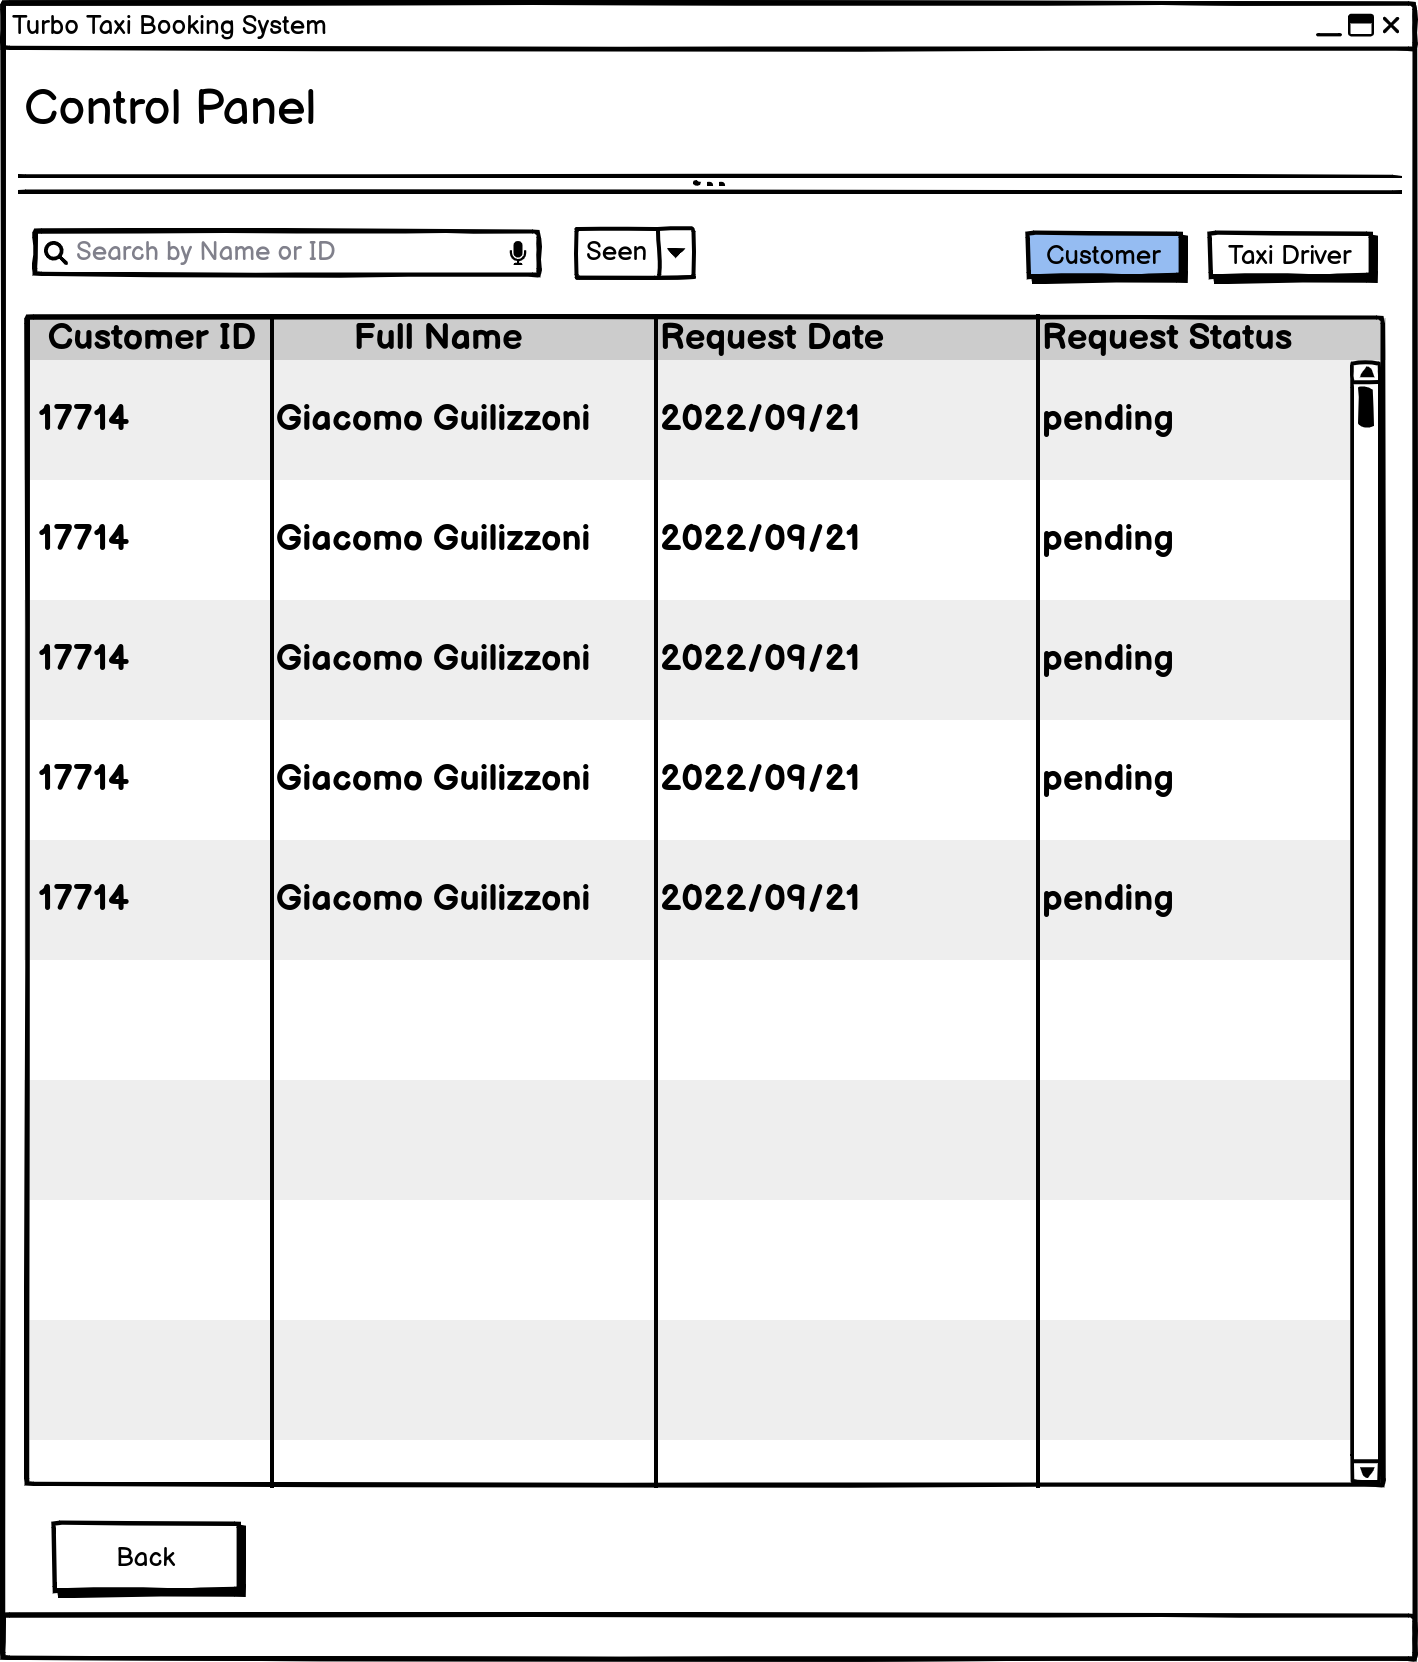 Turbo Taxi Booking System
Control Panel
Search by Name or ID
Seen
Customer
Taxi Driver
Customer ID Full Name Request Date Request Status
17714 Giacomo Guilizzoni 2022/09/21 pending
17714 Giacomo Guilizzoni 2022/09/21 pending
17714 Giacomo Guilizzoni 2022/09/21 pending
17714 Giacomo Guilizzoni 2022/09/21 pending
17714 Giacomo Guilizzoni 2022/09/21 pending
Back